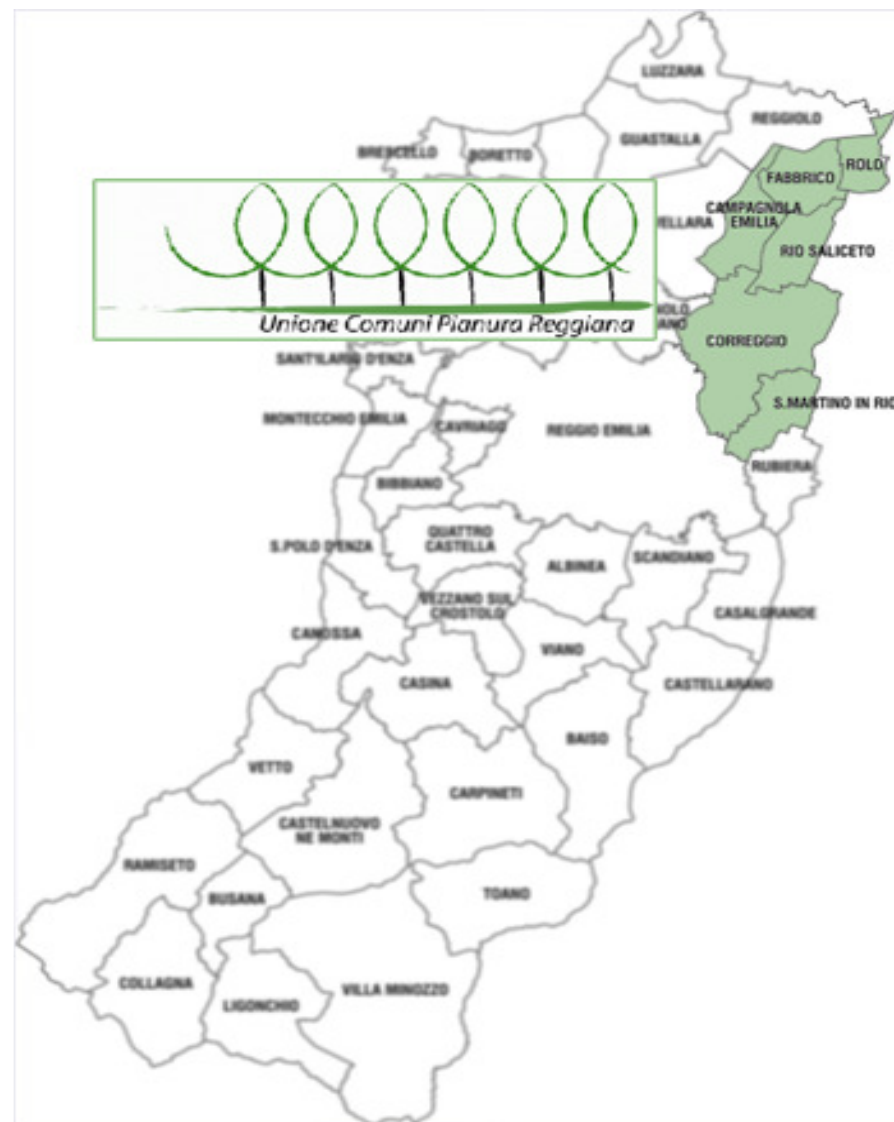 LUZZARA
REGGIOLO
GUASTALLA
BRESCELLO
BORETTO
ROLO
FABBRICO
CAMPAGNOLA
EMILIA
RIO SALICETO
Unione Comuni Pianura Reggiana
CORREGGIO
SANT'ILARIO D'ENZA
S.MARTINO IN RIO
MONTECCHIO EMILIA
CAVRIAGO
REGGIO EMILIA
RUBIERA
BIBBIANO
S.POLO D'ENZA
QUATTRO
CASTELLA
ALBINEA
SCANDIANO
VEZZANO SUL
CROSTOLO
CASALGRANDE
CANOSSA
VIANO
CASINA
CASTELLARANO
BAISO
VETTO
CARPINETI
CASTELNUOVO
NE MONTI
RAMISETO
BUSANA
TOANO
COLLAGNA
LIGONCHIO
VILLA MINOZZO